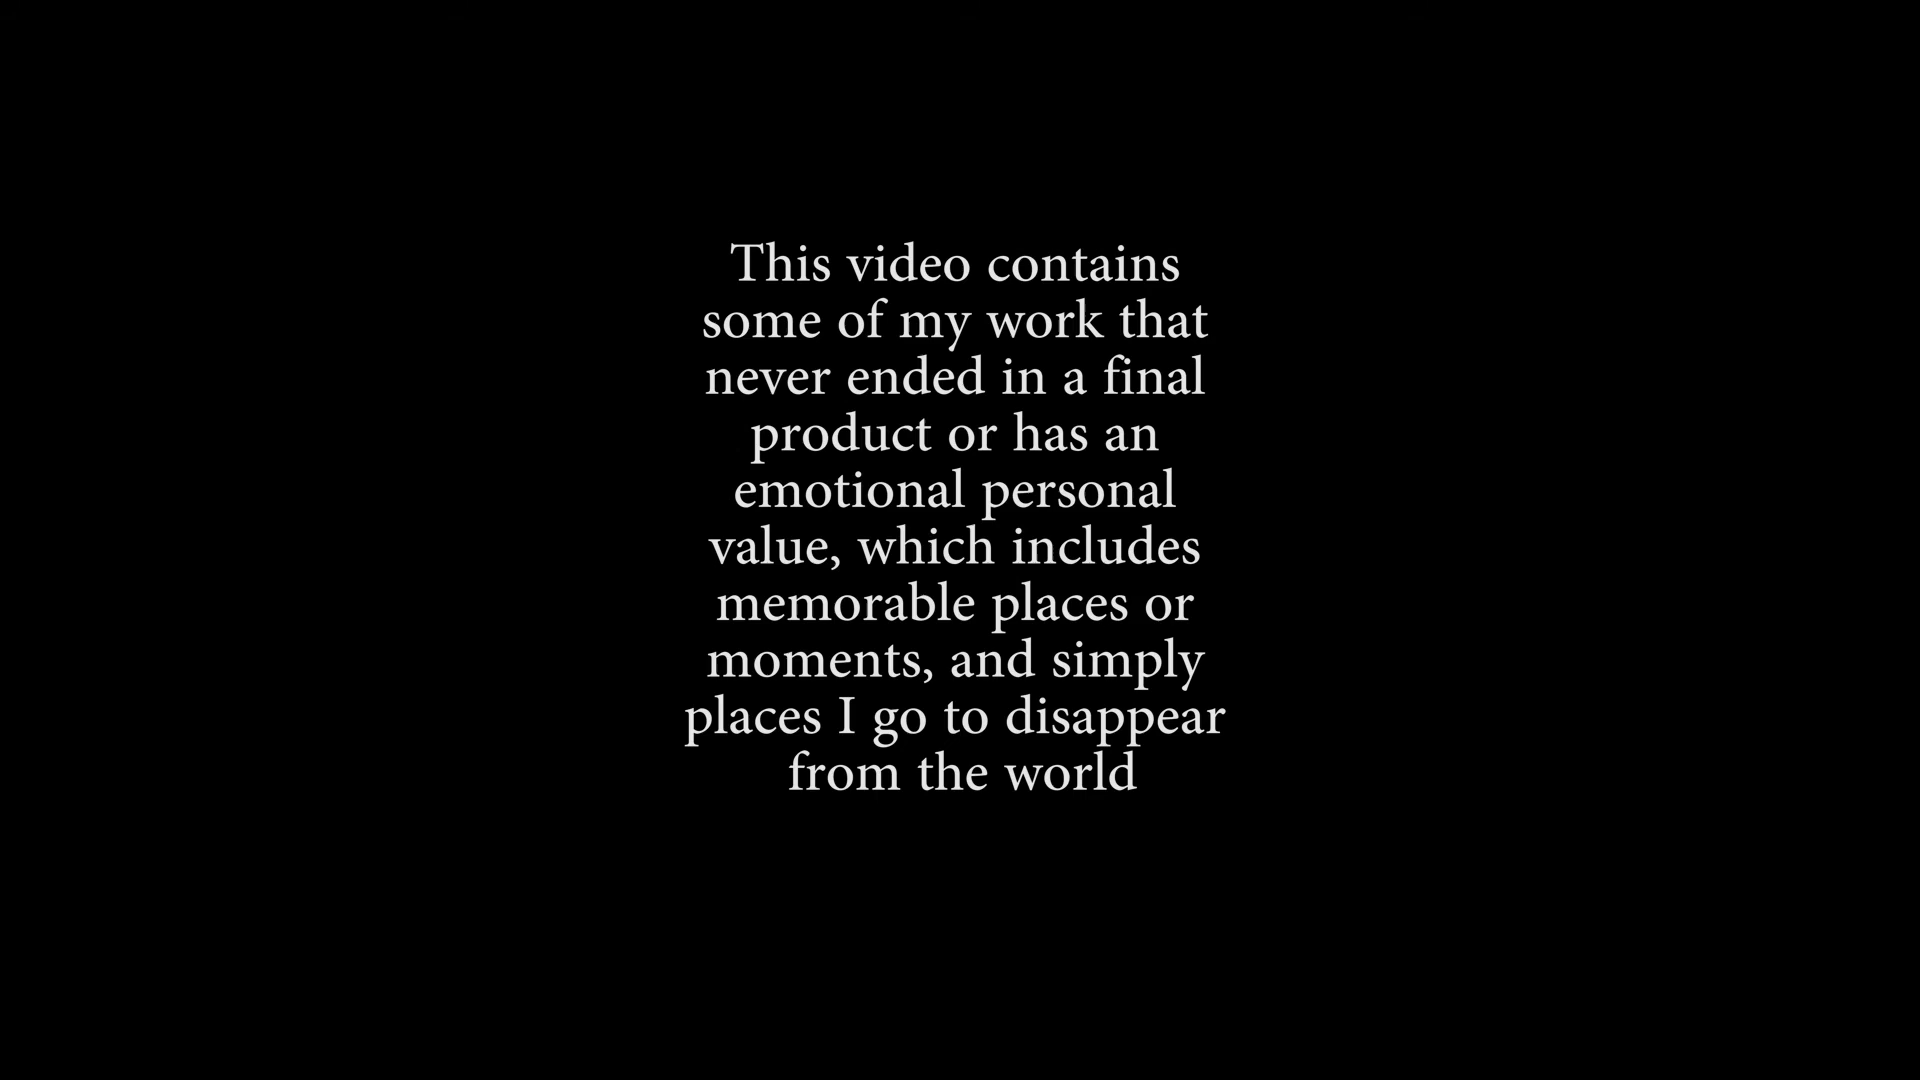 This video contains
some of my work that
never ended in a final
product or has an
emotional personal
value, which includes
memorable places or
moments, and simply
places I go to disappear
from the world